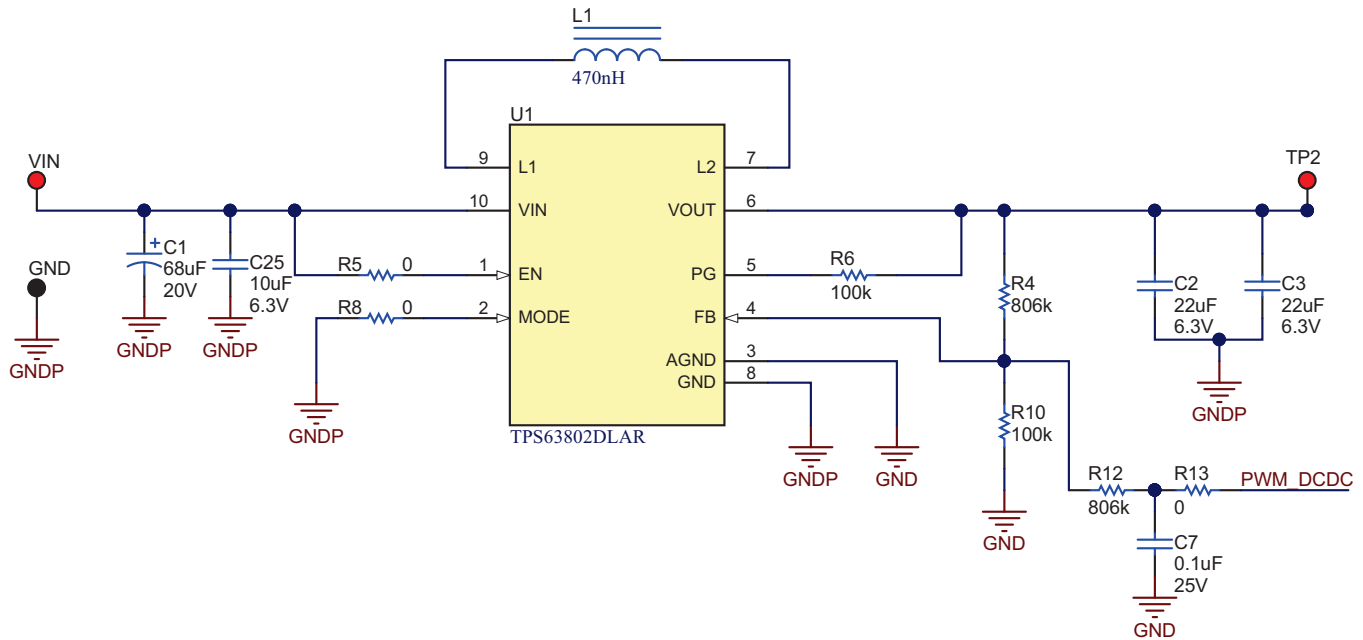 L1
470nH
U1
VIN
9
L1
L2
7
TP2
10
VIN
VOUT
6
C1
68uF
20V
+
C25
10uF
6.3V
GND
GNDP
GNDP
GNDP
R5
0
1
EN
PG
5
R6
100k
R4
806k
C2
22uF
6.3V
C3
22uF
6.3V
R8
0
2
MODE
FB
4
AGND
3
GND
8
GNDP
GNDP
TPS63802DLAR
R10
100k
GNDP
GND
R12
806k
R13
0
PWM_DCDC
GND
C7
0.1uF
25V
GND